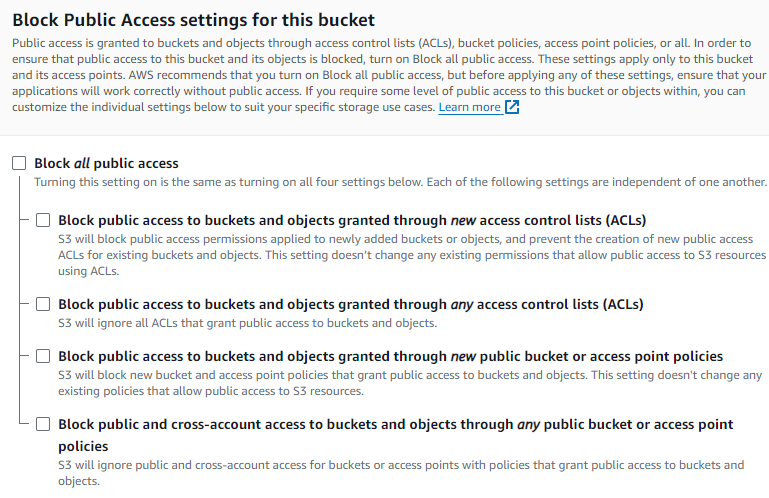 Block Public Access settings for this bucket
Public access is granted to buckets and objects through access control lists (ACLs), bucket policies, access point policies, or all. In order to
ensure that public access to this bucket and its objects is blocked, turn on Block all public access. These settings apply only to this bucket
and its access points. AWS recommends that you turn on Block all public access, but before applying any of these settings, ensure that your
applications will work correctly without public access. If you require some level of public access to this bucket or objects within, you can
customize the individual settings below to suit your specific storage use cases. Learn more
Block all public access
Turning this setting on is the same as turning on all four settings below. Each of the following settings are independent of one another.
Block public access to buckets and objects granted through new access control lists (ACLs)
S3 will block public access permissions applied to newly added buckets or objects, and prevent the creation of new public access
ACLs for existing buckets and objects. This setting doesn't change any existing permissions that allow public access to S3 resources
using ACLs.
Block public access to buckets and objects granted through any access control lists (ACLs)
S3 will ignore all ACLs that grant public access to buckets and objects.
Block public access to buckets and objects granted through new public bucket or access point policies
S3 will block new bucket and access point policies that grant public access to buckets and objects. This setting doesn't change any
existing policies that allow public access to S3 resources.
Block public and cross-account access to buckets and objects through any public bucket or access point
policies
S3 will ignore public and cross-account access for buckets or access points with policies that grant public access to buckets and
objects.